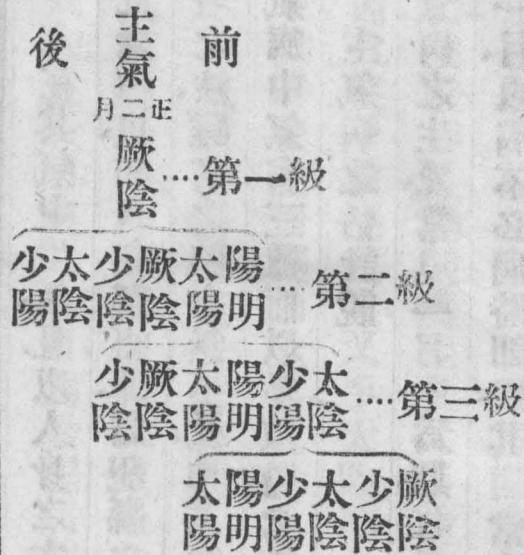 前
主氣
正二月
厥陰
後
....第一級
少陽 太陰 少陰 厥陰 太陽 陽明
....第二級
少陰 厥陰 太陽 陽明 少陽 太陰
....第三級
太陽 陽明 少陽 太陰 少陰 厥陰